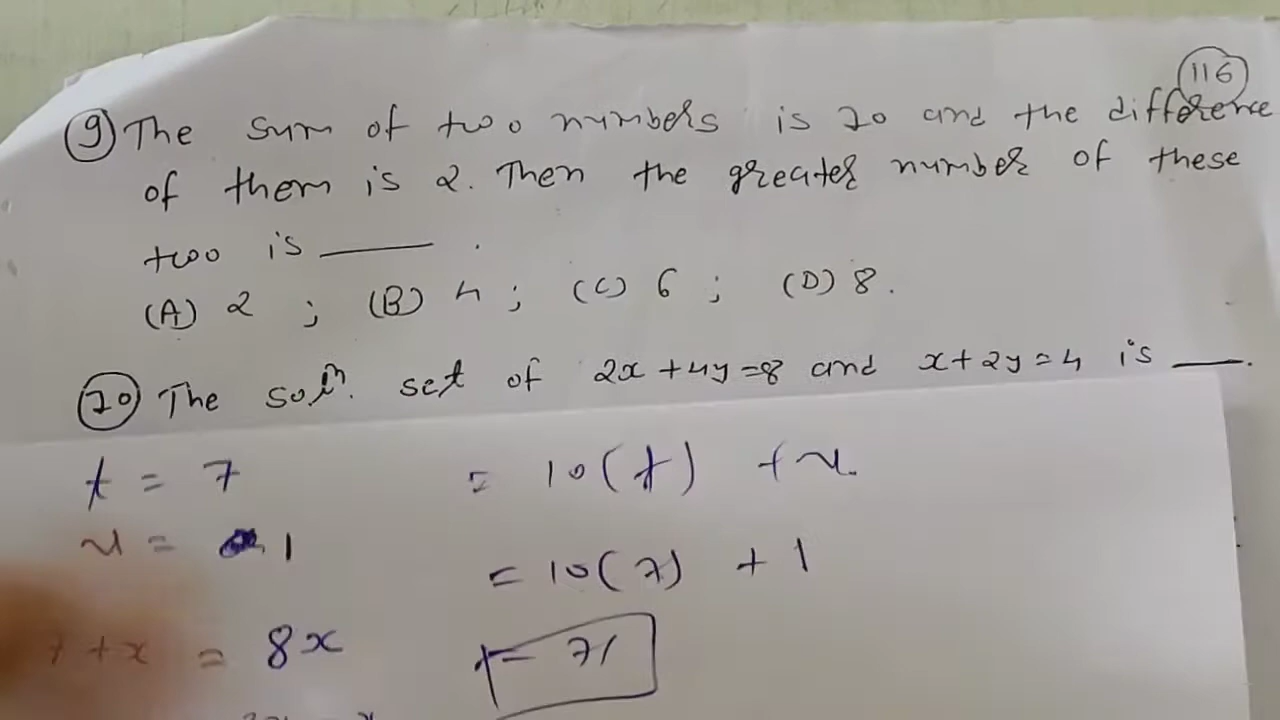 116
9) The sum of two numbers is 10 and the difference
of them is 2. Then the greater number of these
two is ____ .
(A) 2 ; (B) 4 ; (C) 6 ; (D) 8.
10) The solⁿ. set of 2x + 4y = 8 and x + 2y = 4 is ____.
t = 7 = 10(t) + u.
u = 1 = 10(7) + 1
7 + x = 8x = 71